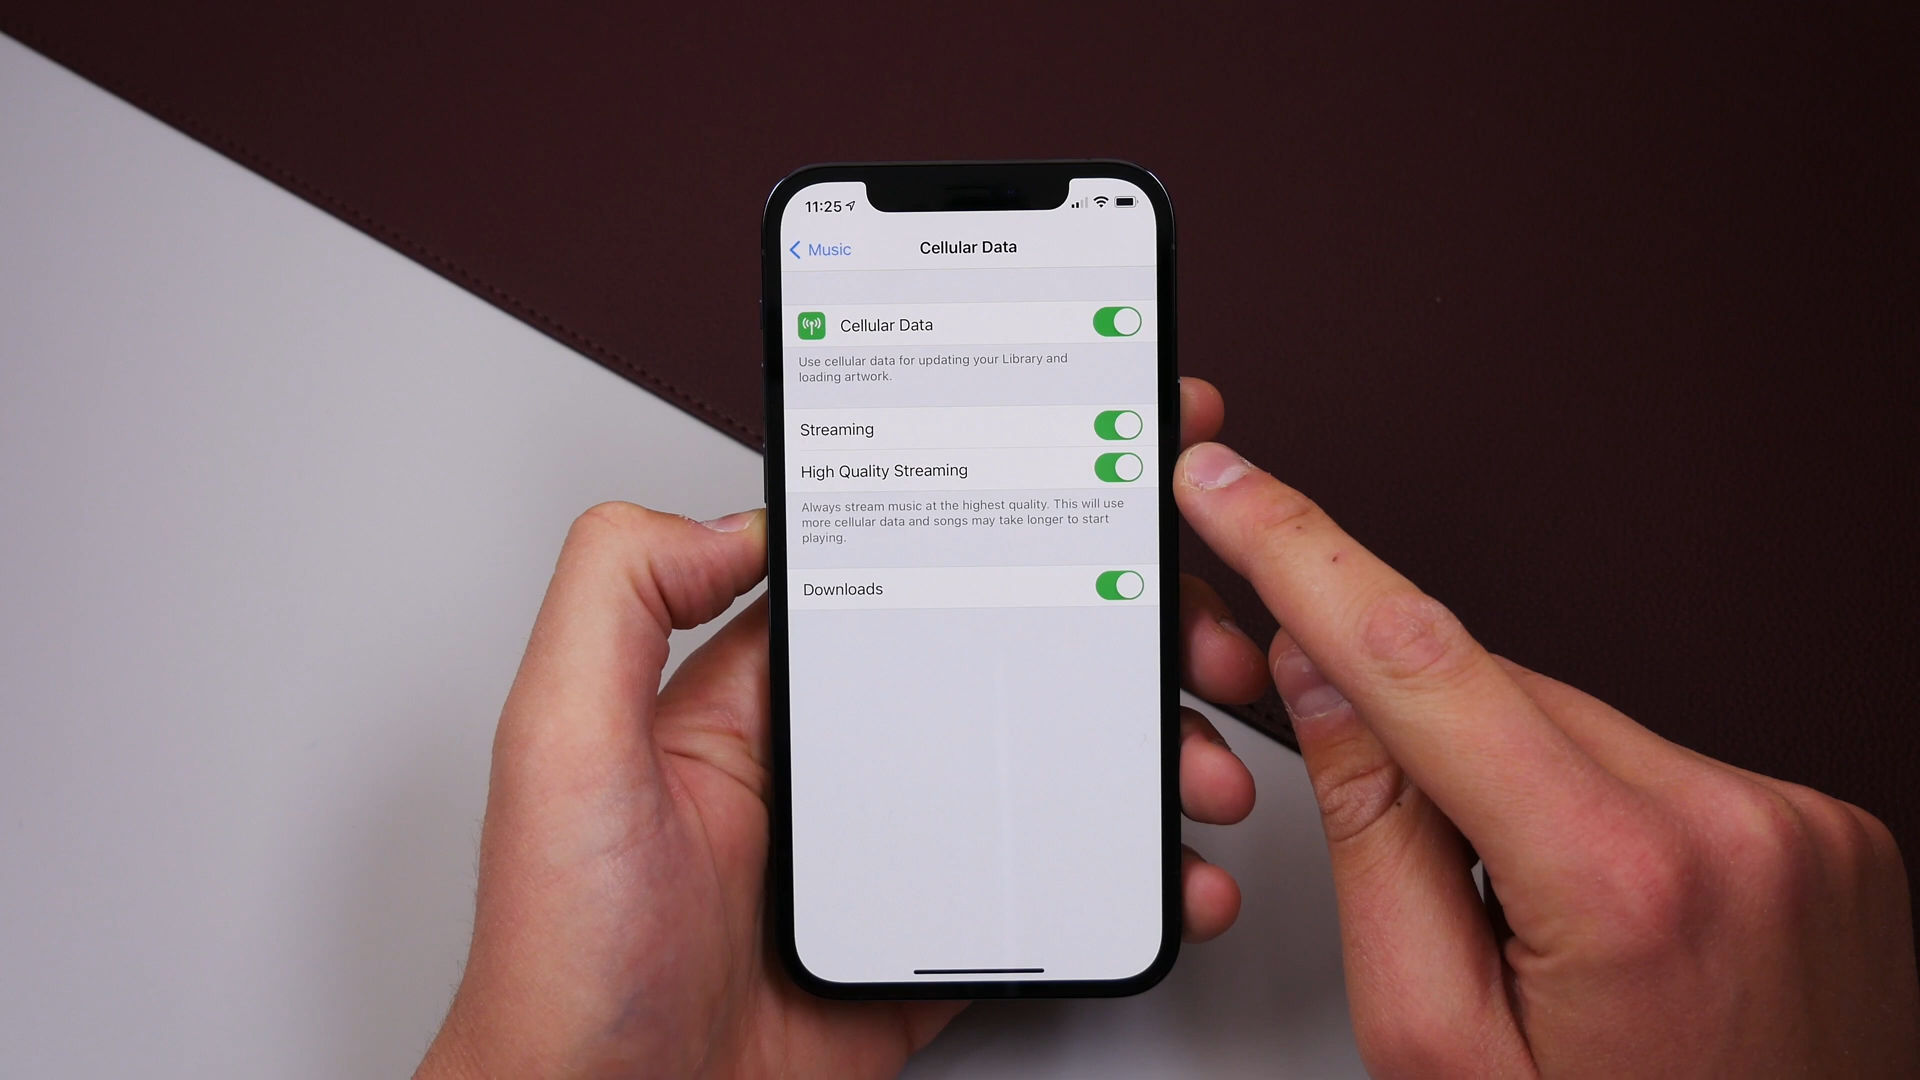 11:25
Music
Cellular Data
Cellular Data
Use cellular data for updating your Library and
loading artwork.
Streaming
High Quality Streaming
Always stream music at the highest quality. This will use
more cellular data and songs may take longer to start
playing.
Downloads